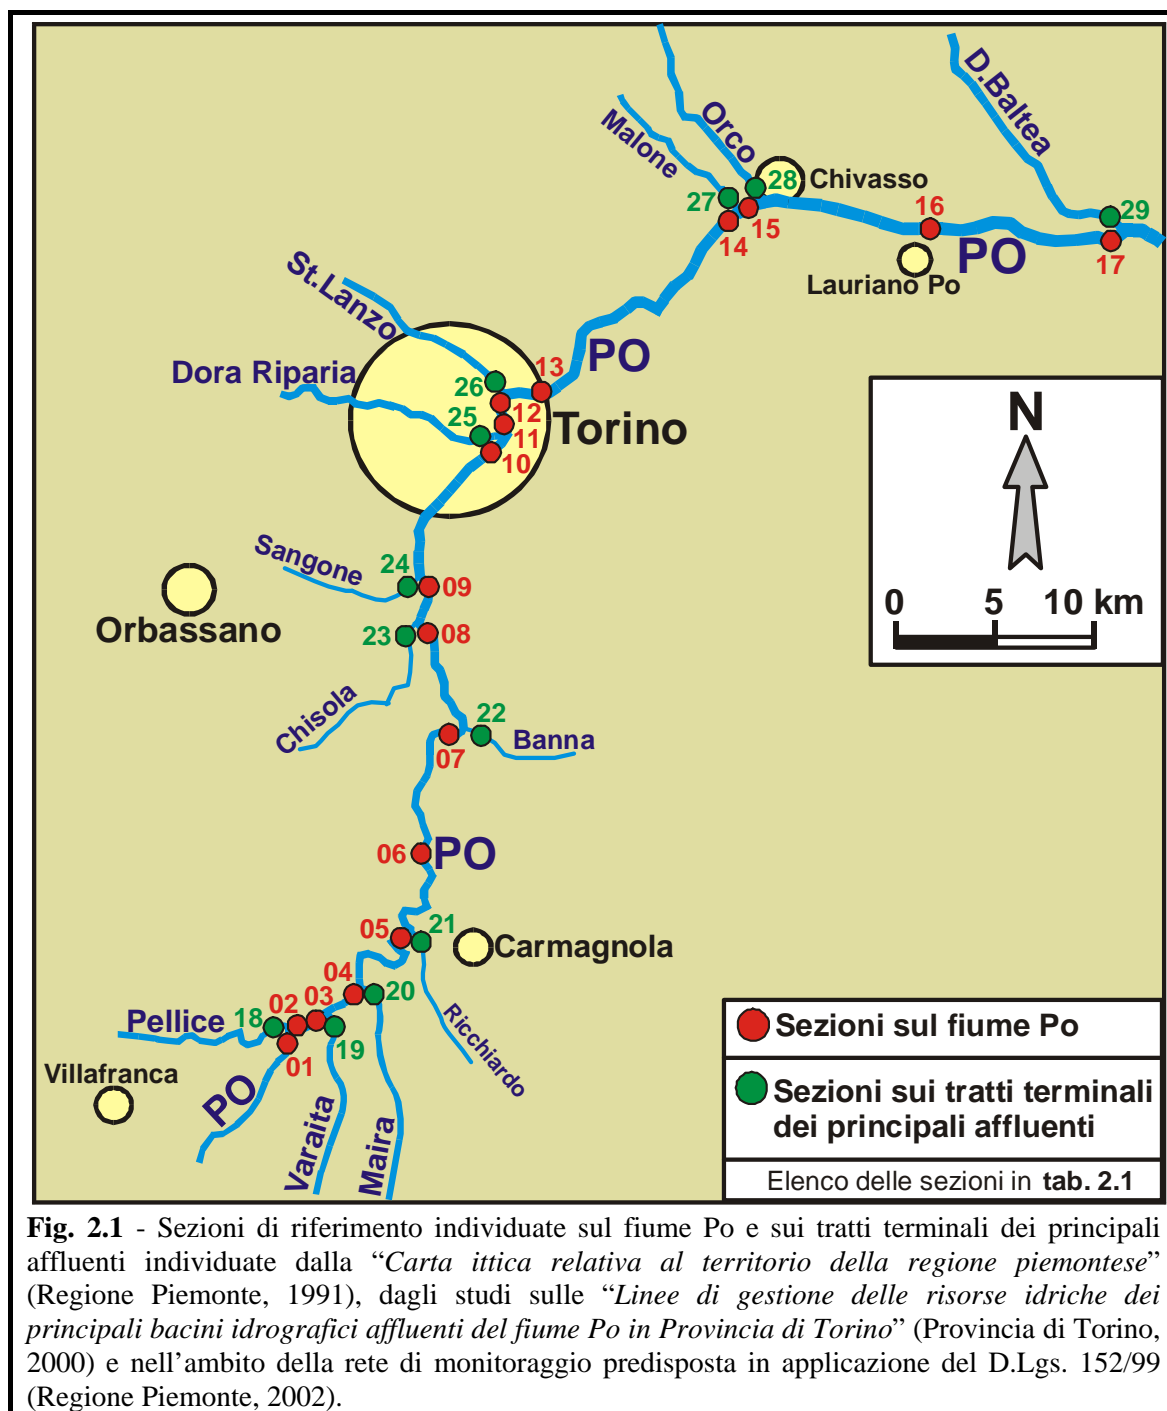 D.Baltea
Orco
Malone
28
Chivasso
27
16
29
15
14
PO
17
Lauriano Po
St.Lanzo
PO
Dora Riparia
13
26
12
25
Torino
11
10
N
Sangone
24
09
0 5 10 km
Orbassano
23
08
Chisola
22
Banna
07
06
PO
05
21
Carmagnola
04
20
02
03
18
Pellice
19
01
Ricchiardo
Villafranca
PO
Varaita
Maira
Sezioni sul fiume Po
Sezioni sui tratti terminali
dei principali affluenti
Elenco delle sezioni in tab. 2.1
Fig. 2.1 - Sezioni di riferimento individuate sul fiume Po e sui tratti terminali dei principali
affluenti individuate dalla “Carta ittica relativa al territorio della regione piemontese”
(Regione Piemonte, 1991), dagli studi sulle “Linee di gestione delle risorse idriche dei
principali bacini idrografici affluenti del fiume Po in Provincia di Torino” (Provincia di Torino,
2000) e nell’ambito della rete di monitoraggio predisposta in applicazione del D.Lgs. 152/99
(Regione Piemonte, 2002).